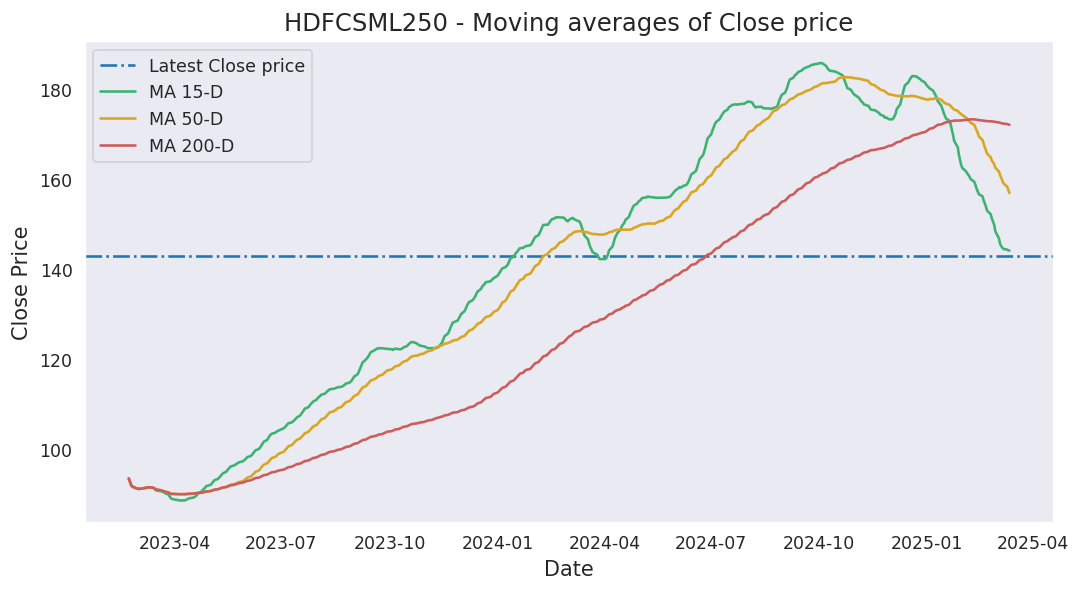 HDFCSML250 - Moving averages of Close price
Latest Close price
MA 15-D
MA 50-D
MA 200-D
180
160
140
120
100
Close Price
2023-04 2023-07 2023-10 2024-01 2024-04 2024-07 2024-10 2025-01 2025-04
Date